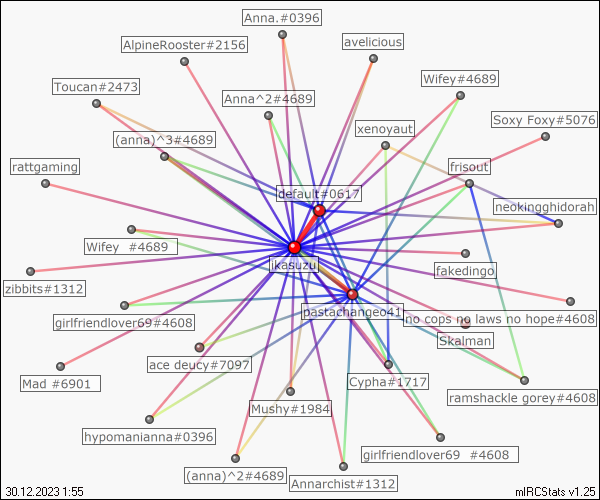 Anna.#0396
AlpineRooster#2156
avelicious
Toucan#2473
Wifey#4689
Anna^2#4689
Soxy Foxy#5076
(anna)^3#4689
xenoyaut
rattgaming
frisout
default#0617
neokingghidorah
Wifey  #4689
jkasuzu
fakedingo
zibbits#1312
pastachangeo41
no cops no laws no hope#4608
girlfriendlover69#4608
Skalman
ace deucy#7097
Mad #6901
Cypha#1717
ramshackle gorey#4608
Mushy#1984
hypomanianna#0396
girlfriendlover69  #4608
(anna)^2#4689
Annarchist#1312
30.12.2023 1:55
mIRCStats v1.25